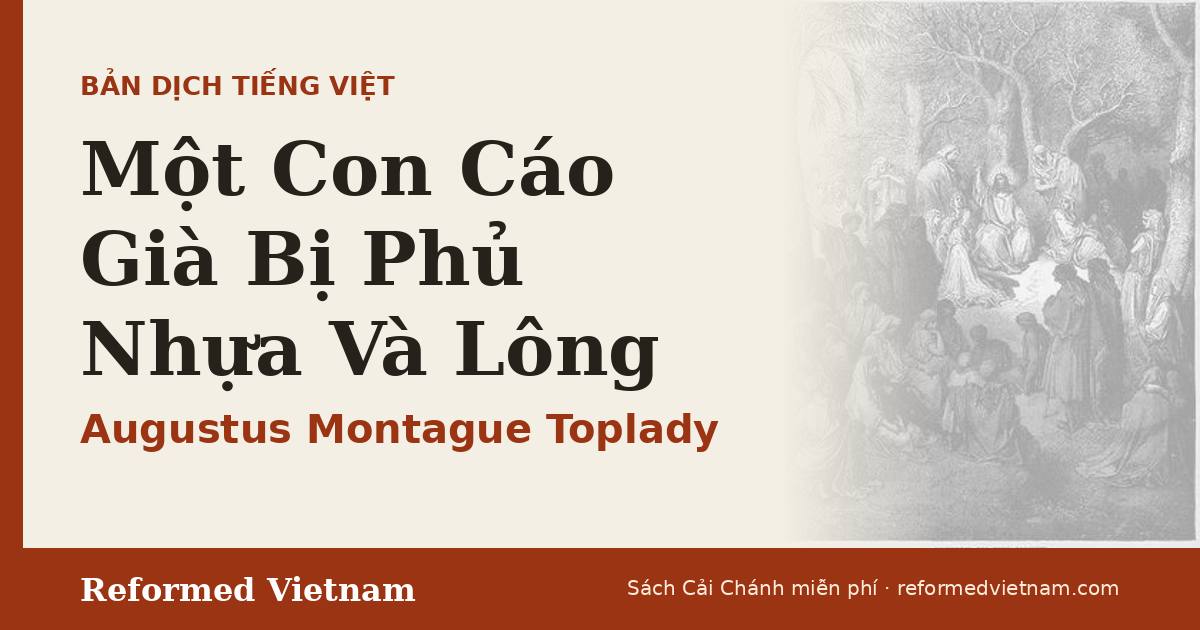 BẢN DỊCH TIẾNG VIỆT
Một Con Cáo
Già Bị Phủ
Nhựa Và Lông
Augustus Montague Toplady
Reformed Vietnam
Sách Cải Chánh miễn phí · reformedvietnam.com